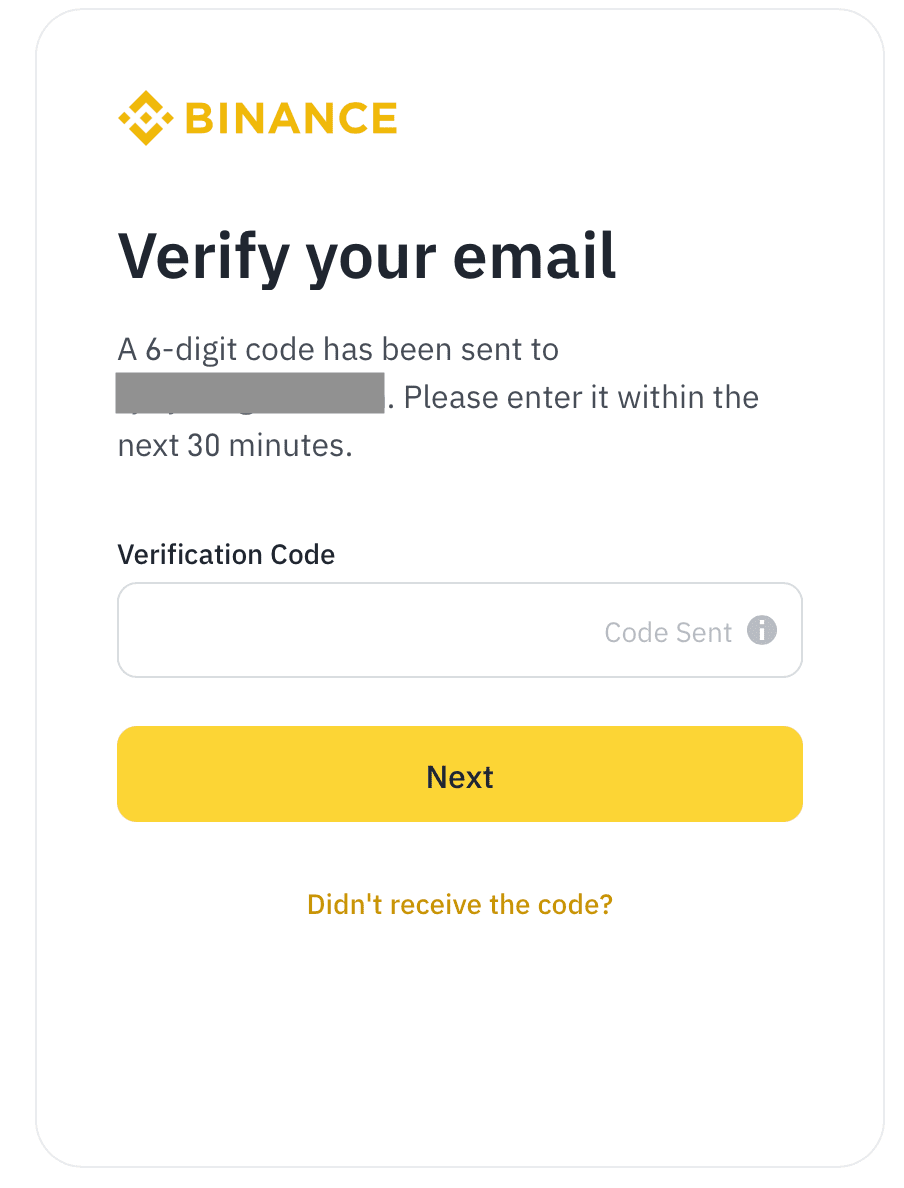 BINANCE
Verify your email
A 6-digit code has been sent to
. Please enter it within the
next 30 minutes.
Verification Code
Code Sent
Next
Didn't receive the code?